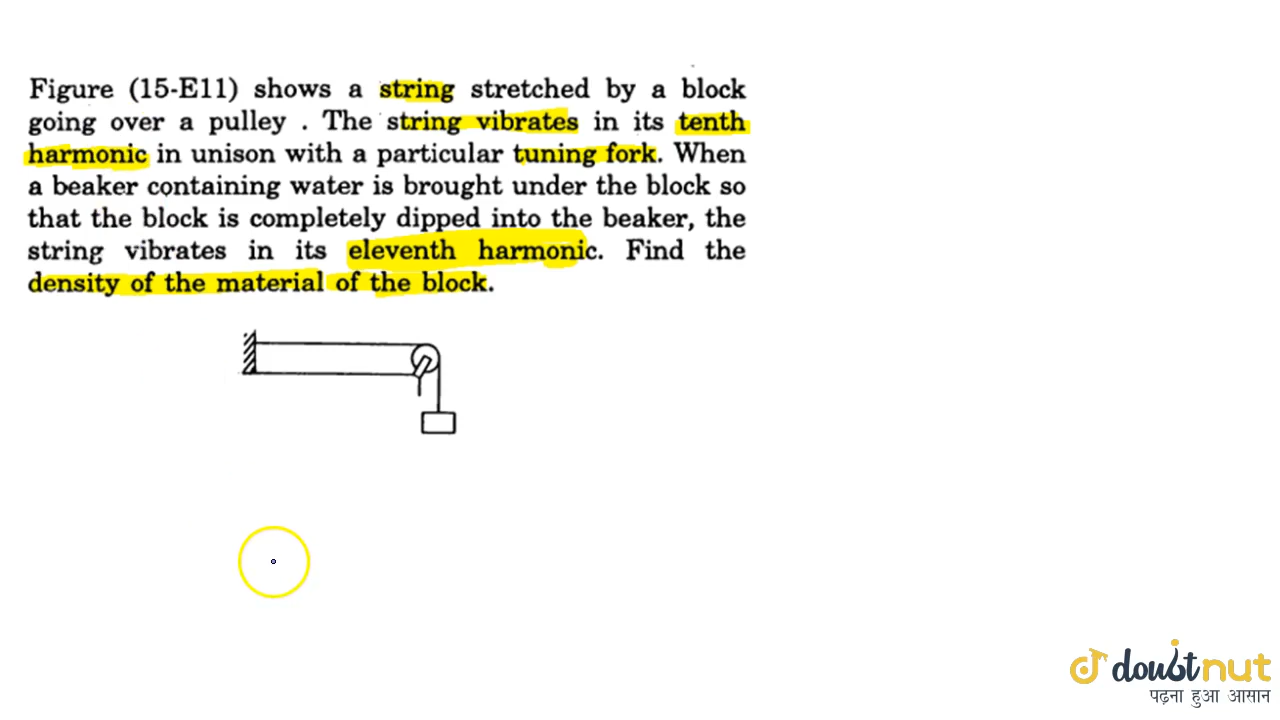 Figure (15-E11) shows a string stretched by a block
going over a pulley . The string vibrates in its tenth
harmonic in unison with a particular tuning fork. When
a beaker containing water is brought under the block so
that the block is completely dipped into the beaker, the
string vibrates in its eleventh harmonic. Find the
density of the material of the block.
doubtnut
पढ़ना हुआ आसान